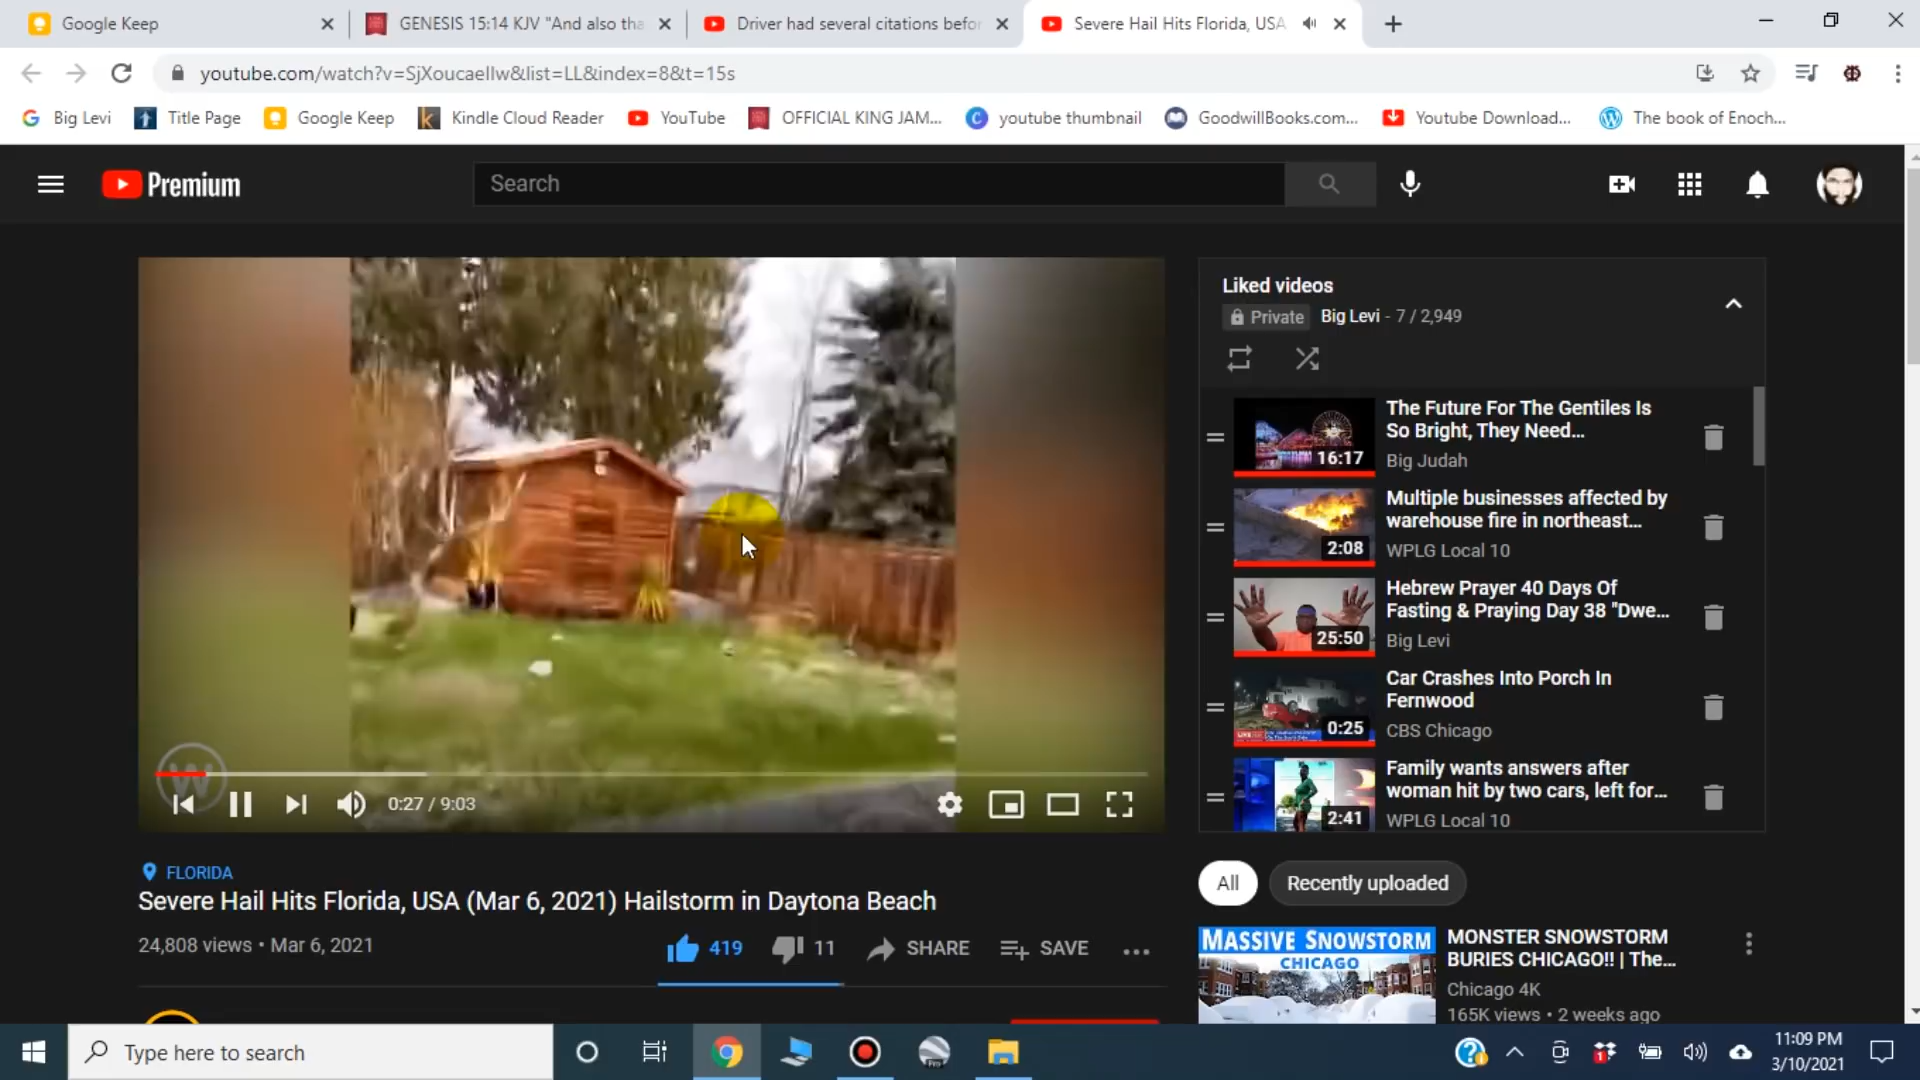 Google Keep
GENESIS 15:14 KJV "And also tha
Driver had several citations befo
Severe Hail Hits Florida, USA
youtube.com/watch?v=SjXoucaeIIw&list=LL&index=8&t=15s
Big Levi
Title Page
Google Keep
Kindle Cloud Reader
YouTube
OFFICIAL KING JAM...
youtube thumbnail
GoodwillBooks.com...
Youtube Download...
The book of Enoch...
Premium
Search
W
0:27 / 9:03
Liked videos
Private Big Levi - 7 / 2,949
The Future For The Gentiles Is
So Bright, They Need...
Big Judah
16:17
Multiple businesses affected by
warehouse fire in northeast...
WPLG Local 10
2:08
Hebrew Prayer 40 Days Of
Fasting & Praying Day 38 "Dwe...
Big Levi
25:50
Car Crashes Into Porch In
Fernwood
CBS Chicago
0:25
Family wants answers after
woman hit by two cars, left for...
WPLG Local 10
2:41
FLORIDA
Severe Hail Hits Florida, USA (Mar 6, 2021) Hailstorm in Daytona Beach
24,808 views • Mar 6, 2021
419
11
SHARE
SAVE
All
Recently uploaded
MASSIVE SNOWSTORM
CHICAGO
MONSTER SNOWSTORM
BURIES CHICAGO!! | The...
Chicago 4K
165K views • 2 weeks ago
Type here to search
11:09 PM
3/10/2021